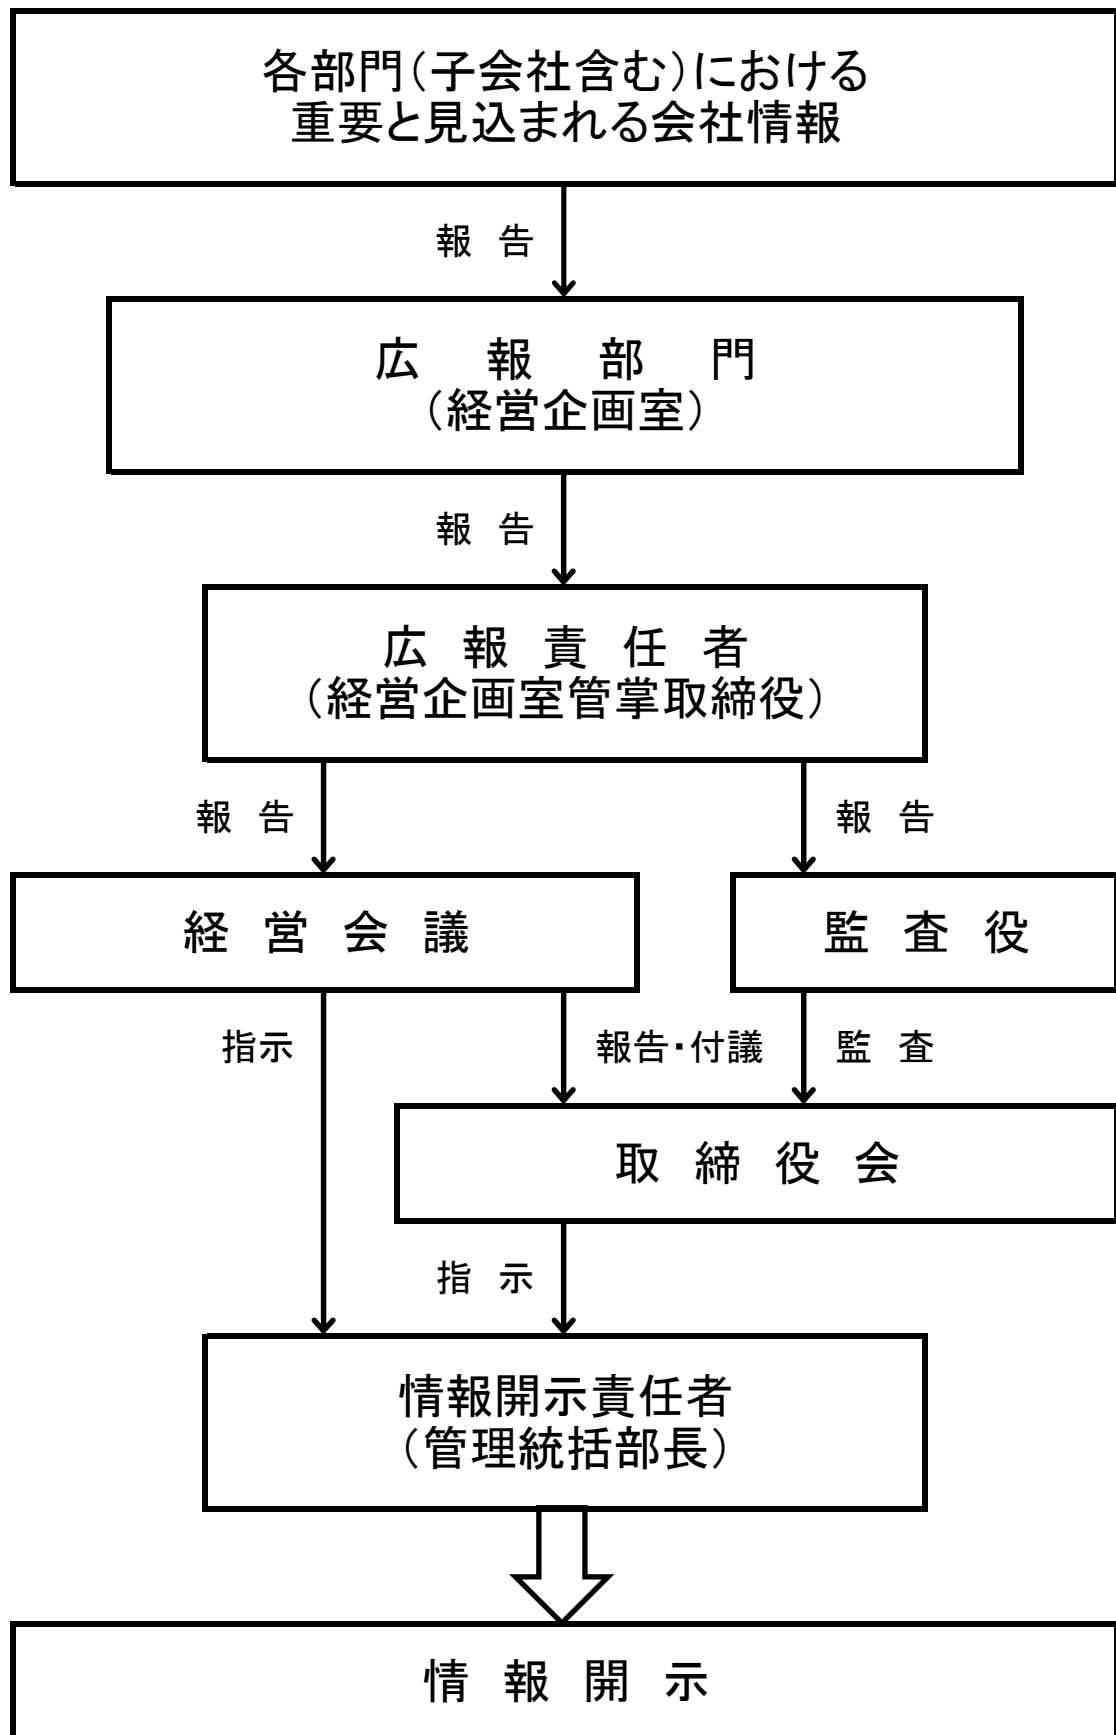 各部門（子会社含む）における
重要と見込まれる会社情報
報 告
広 報 部 門
（経営企画室）
報 告
広 報 責 任 者
（経営企画室管掌取締役）
報 告
報 告
経 営 会 議
監 査 役
指示
報告・付議
監 査
取 締 役 会
指 示
情報開示責任者
（管理統括部長）
情 報 開 示